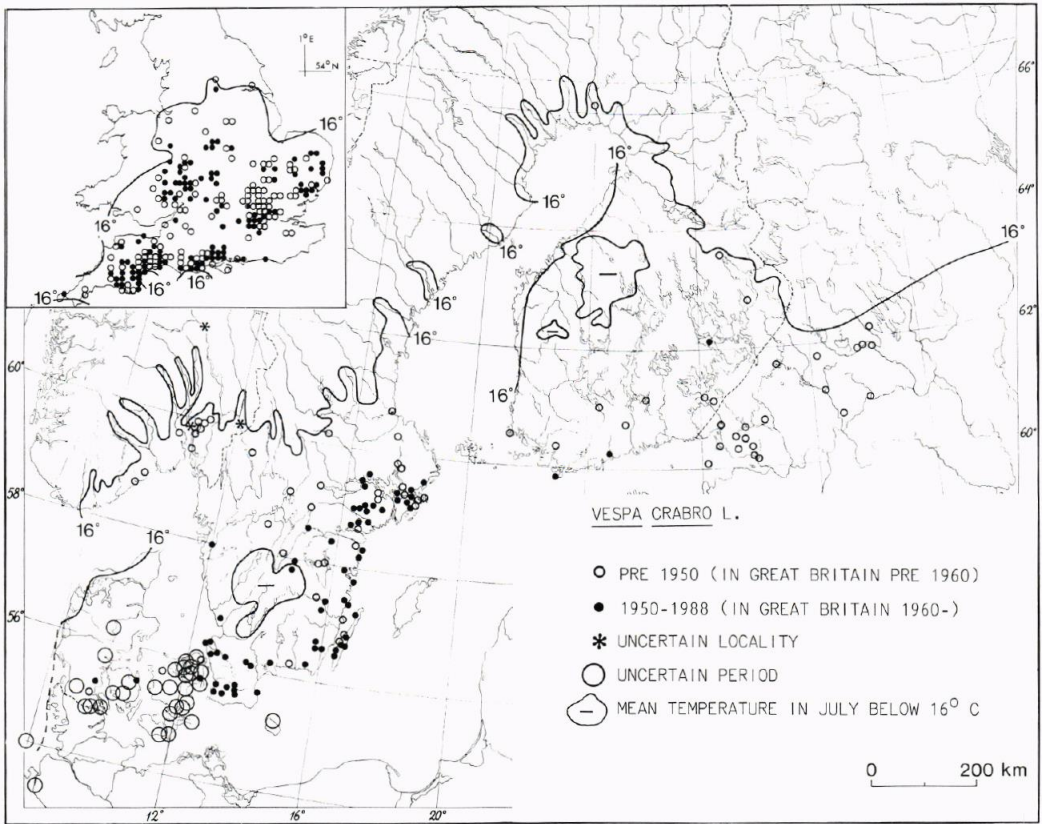 1°E
54°N
16°
16°
16°
16°
16°
66°
16°
16°
64°
16°
16°
62°
16°
16°
60°
16°
60°
58°
16°
16°
56°
VESPA CRABRO L.
PRE 1950 (IN GREAT BRITAIN PRE 1960)
1950-1988 (IN GREAT BRITAIN 1960-)
UNCERTAIN LOCALITY
UNCERTAIN PERIOD
MEAN TEMPERATURE IN JULY BELOW 16° C
0 200 km
12° 16° 20°